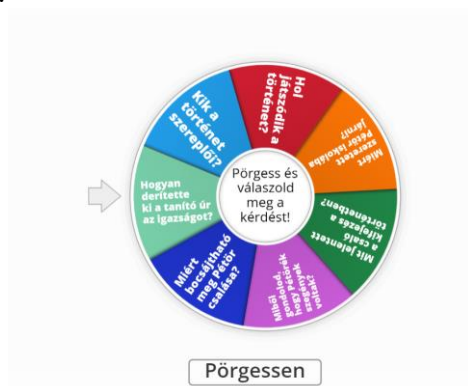 Hol
játszódik a
történet?
Miért
szeretett
Pétör iskolába
járni?
Mit jelentett
a csaló
kifejezés a
történetben?
Miből
gondolod,
hogy Pétörék
szegények
voltak?
Miért
bocsájtható
meg Pétör
csalása?
Hogyan
derítette
ki a tanító úr
az igazságot?
Kik a
történet
szereplői?
Pörgess és
válaszold
meg a
kérdést!
Pörgessen